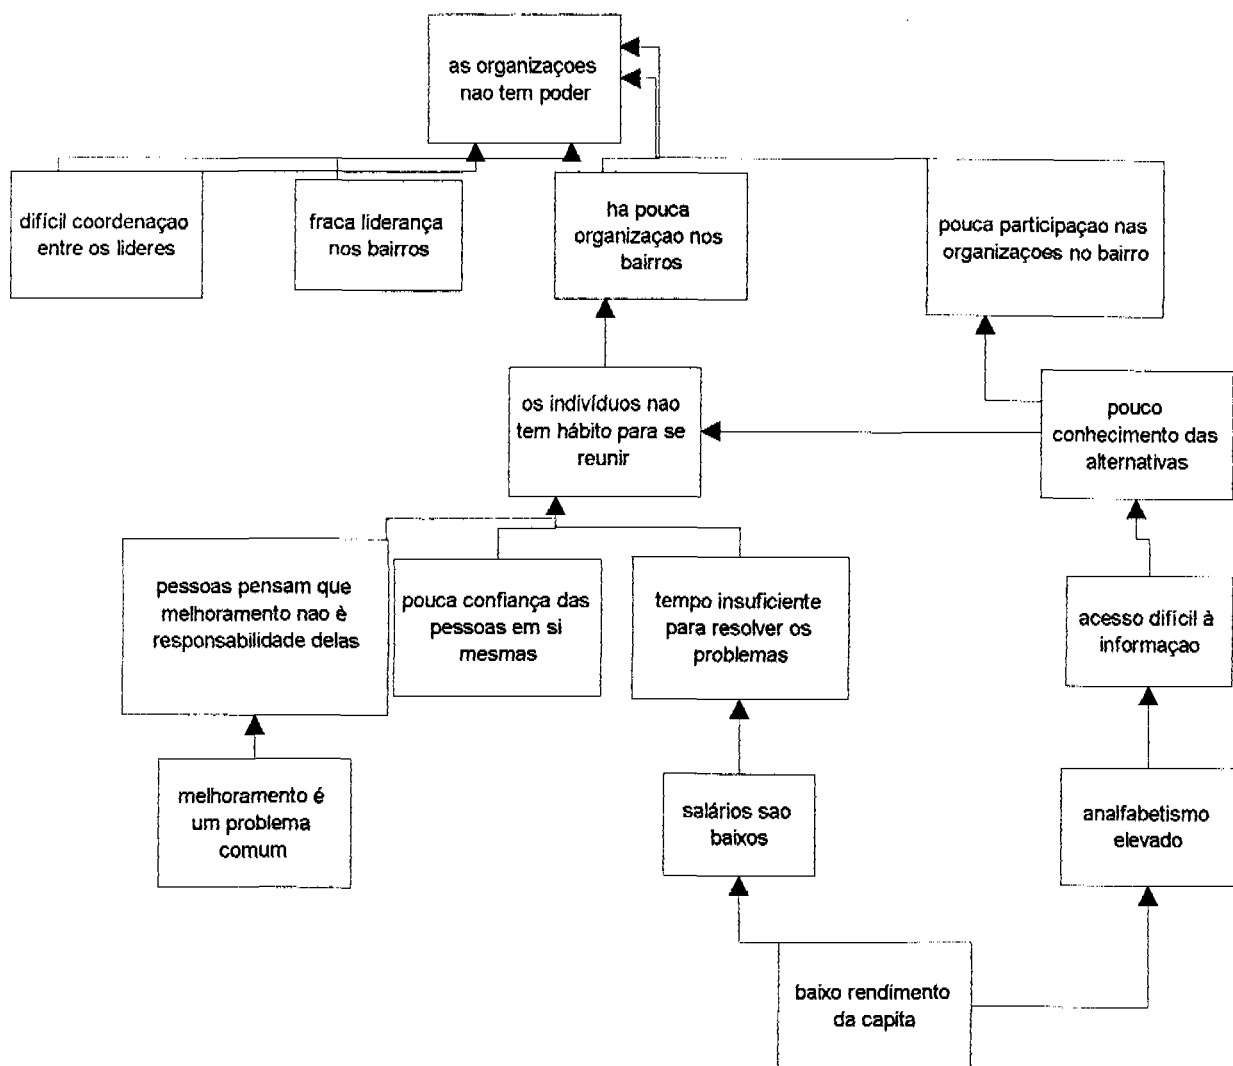 as organizaçoes
nao tem poder
difícil coordenaçao
entre os lideres
fraca liderança
nos bairros
ha pouca
organizaçao nos
bairros
pouca participaçao nas
organizaçoes no bairro
os indivíduos nao
tem hábito para se
reunir
pouco
conhecimento das
alternativas
pessoas pensam que
melhoramento nao è
responsabilidade delas
pouca confiança das
pessoas em si
mesmas
tempo insuficiente
para resolver os
problemas
acesso difícil à
informaçao
melhoramento é
um problema
comum
salários sao
baixos
analfabetismo
elevado
baixo rendimento
da capita